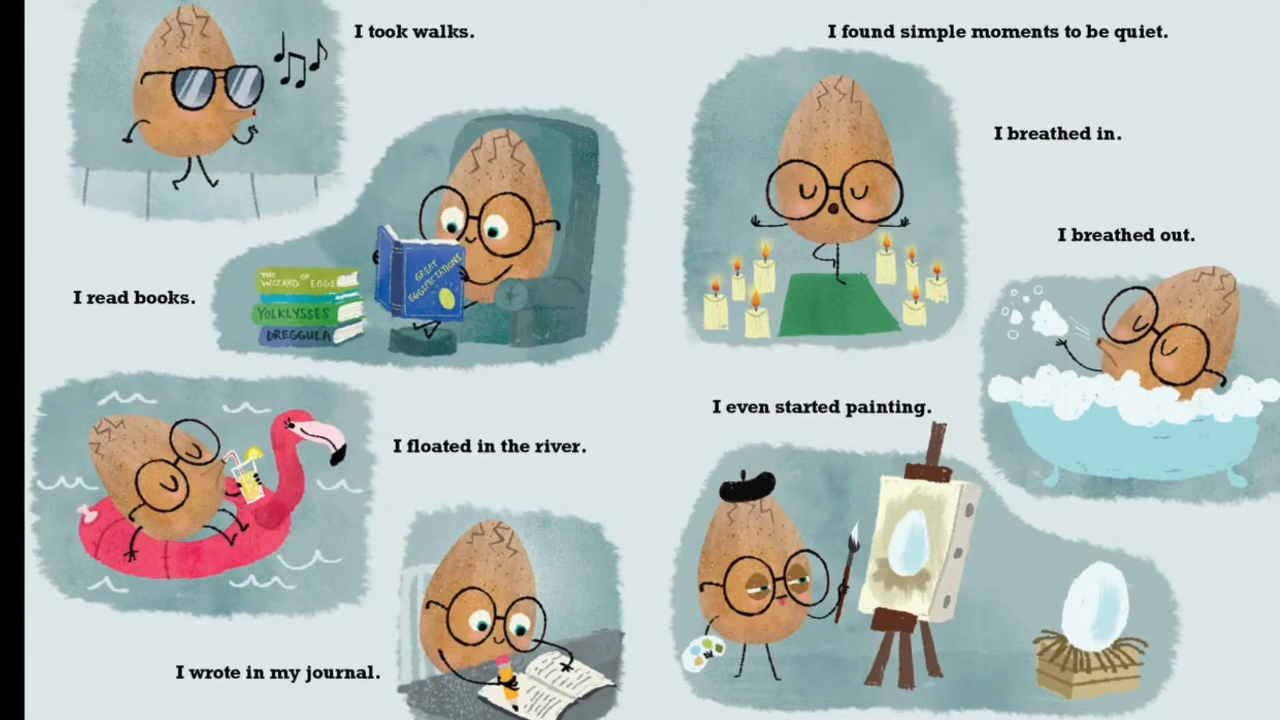 I took walks.
I read books.
THE
WIZARD OF EGGS
YOLKLYSSES
DREGGULA
GREAT
EGGSPECTATIONS
I floated in the river.
I wrote in my journal.
I found simple moments to be quiet.
I breathed in.
I breathed out.
I even started painting.